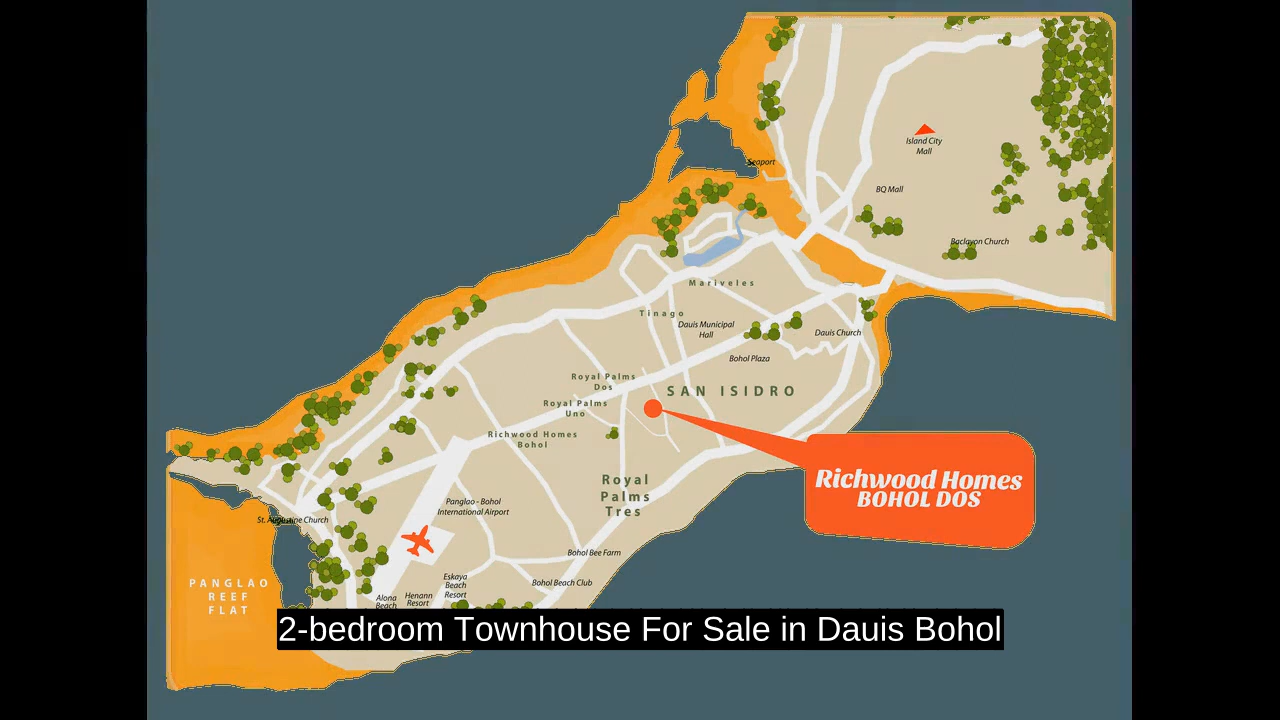 Seaport
Island City
Mall
BQ Mall
Baclayon Church
Mariveles
Tinago
Dauis Municipal
Hall
Dauis Church
Bohol Plaza
Royal Palms
Dos
SAN ISIDRO
Royal Palms
Uno
Richwood Homes
Bohol
Royal
Palms
Tres
Richwood Homes
BOHOL DOS
Panglao - Bohol
International Airport
St. Augustine Church
Bohol Bee Farm
PANGLAO
REEF
FLAT
Eskaya
Beach
Resort
Bohol Beach Club
Alona
Beach
Henann
Resort
2-bedroom Townhouse For Sale in Dauis Bohol